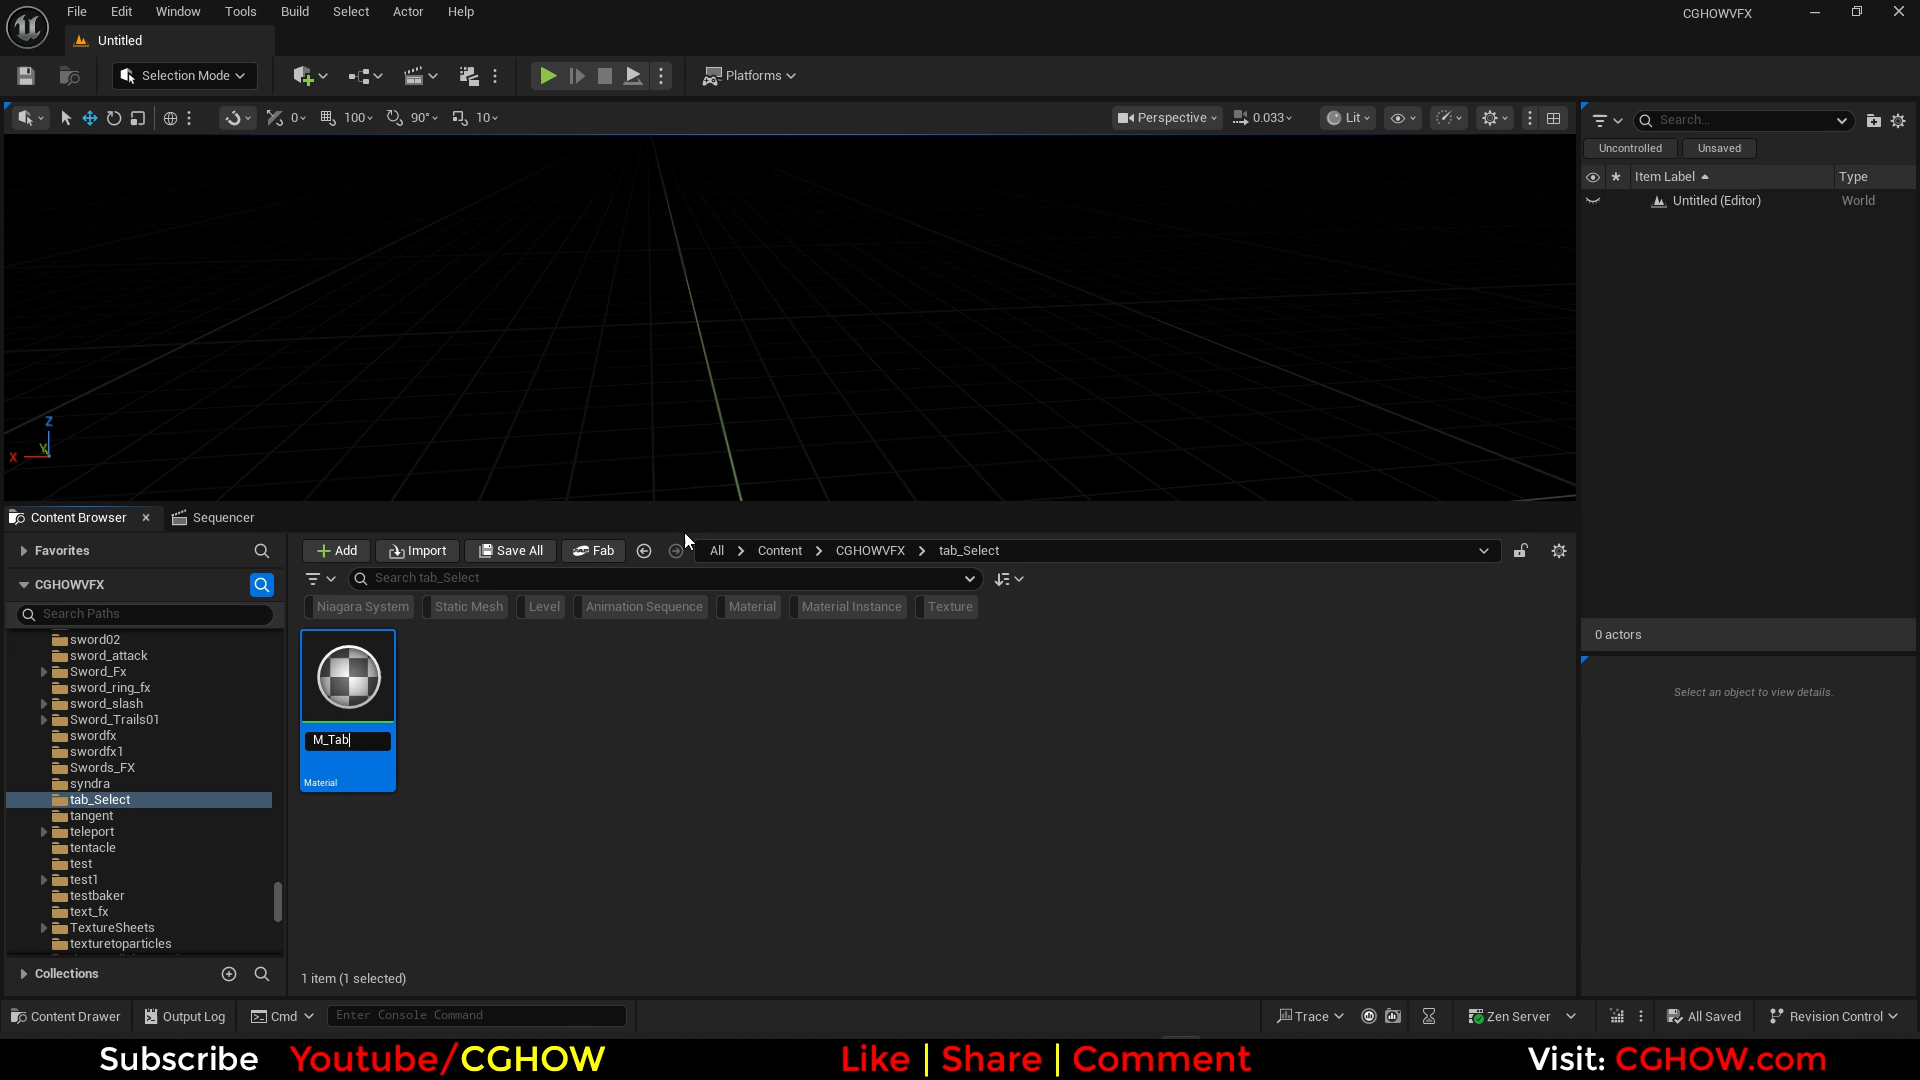 File Edit Window Tools Build Select Actor Help
CGHOWVFX
Untitled
Selection Mode
Platforms
0 100 90° 10 Perspective 0.033 Lit
Search...
Uncontrolled Unsaved
Item Label Type
Untitled (Editor) World
Z
Y
X
0 actors
Select an object to view details.
Content Browser Sequencer
Favorites
Add Import Save All Fab All Content CGHOWVFX tab_Select
CGHOWVFX
Search tab_Select
Niagara System Static Mesh Level Animation Sequence Material Material Instance Texture
Search Paths
sword02
sword_attack
Sword_Fx
sword_ring_fx
sword_slash
Sword_Trails01
swordfx
swordfx1
Swords_FX
syndra
tab_Select
tangent
teleport
tentacle
test
test1
testbaker
text_fx
TextureSheets
texturetoparticles
M_Tab
Material
Collections
1 item (1 selected)
Content Drawer Output Log Cmd Enter Console Command Trace Zen Server All Saved Revision Control
Subscribe Youtube/CGHOW Like | Share | Comment Visit: CGHOW.com